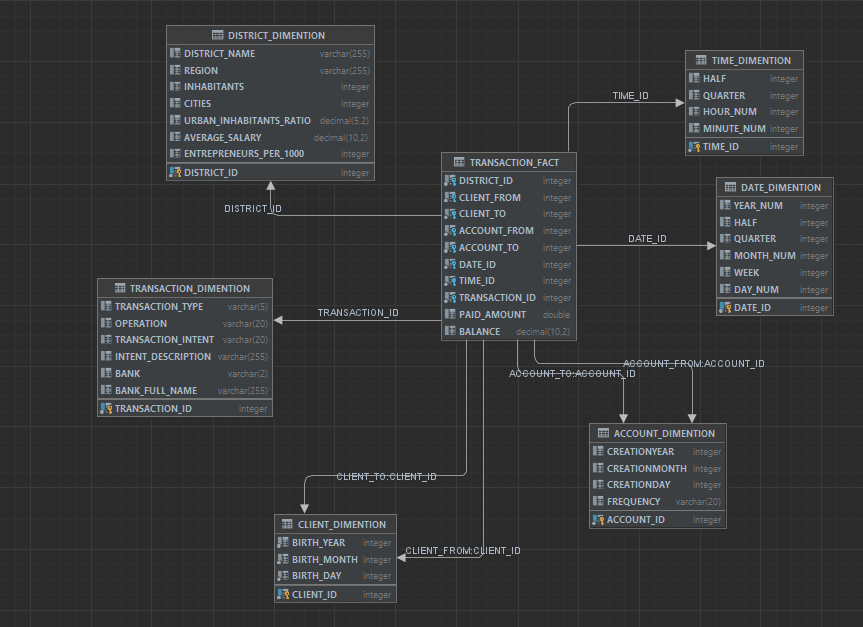 DISTRICT_DIMENTION
DISTRICT_NAME varchar(255)
REGION varchar(255)
INHABITANTS integer
CITIES integer
URBAN_INHABITANTS_RATIO decimal(5,2)
AVERAGE_SALARY decimal(10,2)
ENTREPRENEURS_PER_1000 integer
DISTRICT_ID integer
TIME_DIMENTION
HALF integer
QUARTER integer
HOUR_NUM integer
MINUTE_NUM integer
TIME_ID integer
TIME_ID
TRANSACTION_FACT
DISTRICT_ID integer
CLIENT_FROM integer
CLIENT_TO integer
ACCOUNT_FROM integer
ACCOUNT_TO integer
DATE_ID integer
TIME_ID integer
TRANSACTION_ID integer
PAID_AMOUNT double
BALANCE decimal(10,2)
DATE_DIMENTION
YEAR_NUM integer
HALF integer
QUARTER integer
MONTH_NUM integer
WEEK integer
DAY_NUM integer
DATE_ID integer
DISTRICT_ID
DATE_ID
TRANSACTION_DIMENTION
TRANSACTION_TYPE varchar(5)
OPERATION varchar(20)
TRANSACTION_INTENT varchar(20)
INTENT_DESCRIPTION varchar(255)
BANK varchar(2)
BANK_FULL_NAME varchar(255)
TRANSACTION_ID integer
TRANSACTION_ID
ACCOUNT_FROM:ACCOUNT_ID
ACCOUNT_TO:ACCOUNT_ID
ACCOUNT_DIMENTION
CREATIONYEAR integer
CREATIONMONTH integer
CREATIONDAY integer
FREQUENCY varchar(20)
ACCOUNT_ID integer
CLIENT_TO:CLIENT_ID
CLIENT_DIMENTION
BIRTH_YEAR integer
BIRTH_MONTH integer
BIRTH_DAY integer
CLIENT_ID integer
CLIENT_FROM:CLIENT_ID